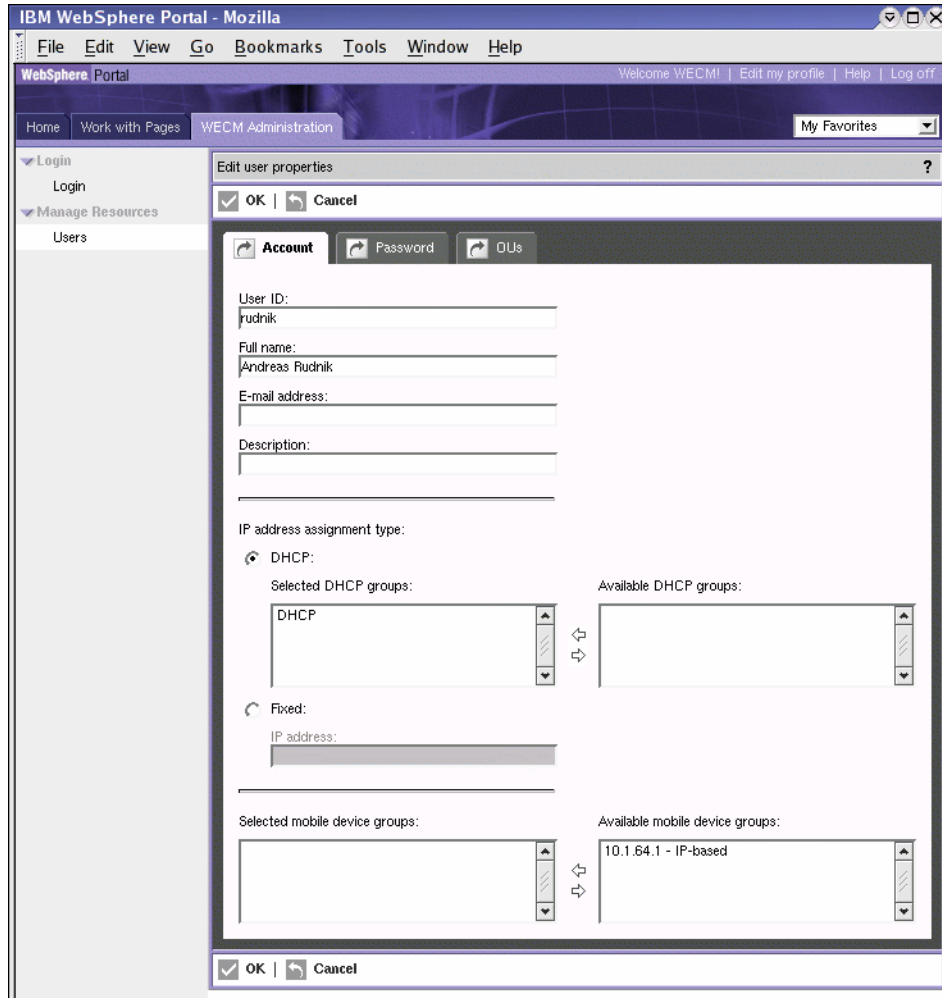 IBM WebSphere Portal - Mozilla
File Edit View Go Bookmarks Tools Window Help
WebSphere Portal
Welcome WECM! | Edit my profile | Help | Log off
Home Work with Pages WECM Administration My Favorites
Login
Login
Manage Resources
Users
Edit user properties ?
OK | Cancel
Account Password OUs
User ID:
rudnik
Full name:
Andreas Rudnik
E-mail address:
Description:
IP address assignment type:
DHCP:
Selected DHCP groups: Available DHCP groups:
DHCP
Fixed:
IP address:
Selected mobile device groups: Available mobile device groups:
10.1.64.1 - IP-based
OK | Cancel